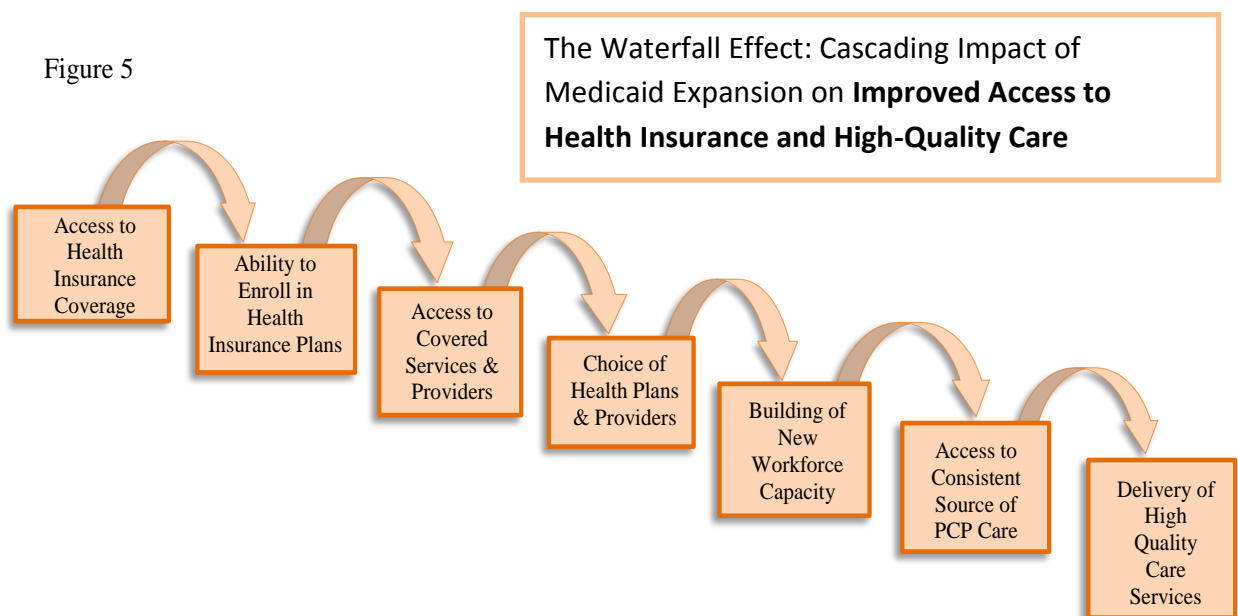 Figure 5
The Waterfall Effect: Cascading Impact of
Medicaid Expansion on Improved Access to
Health Insurance and High-Quality Care
Access to
Health
Insurance
Coverage
Ability to
Enroll in
Health
Insurance Plans
Access to
Covered
Services &
Providers
Choice of
Health Plans
& Providers
Building of
New
Workforce
Capacity
Access to
Consistent
Source of
PCP Care
Delivery of
High
Quality
Care
Services